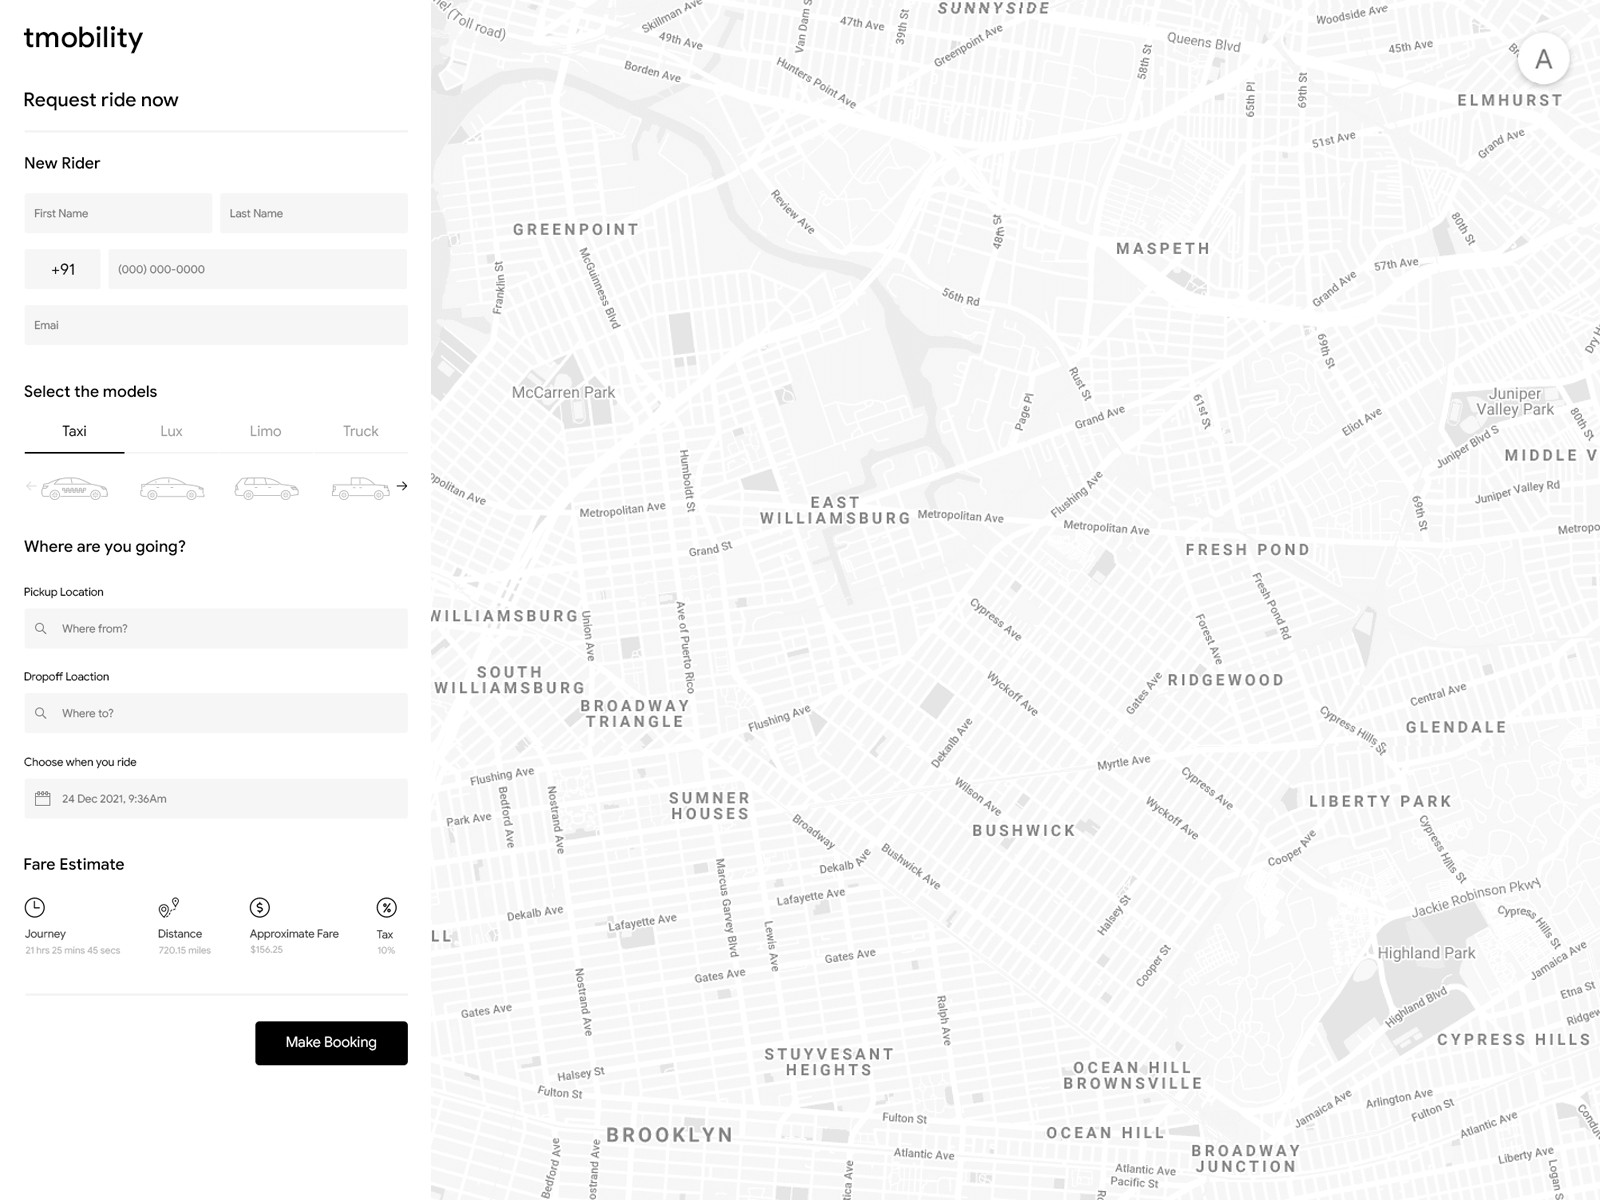 tmobility
Request ride now
New Rider
First Name
Last Name
+91
(000) 000-0000
Emai
Select the models
Taxi
Lux
Limo
Truck
Where are you going?
Pickup Location
Where from?
Dropoff Loaction
Where to?
Choose when you ride
24 Dec 2021, 9:36Am
Fare Estimate
Journey
21 hrs 25 mins 45 secs
Distance
720.15 miles
Approximate Fare
$156.25
Tax
10%
Make Booking
A
(Toll road)
Skillman Ave
49th Ave
Borden Ave
Van Dam S
47th Ave
39th St
SUNNYSIDE
Greenpoint Ave
Hunters Point Ave
58th St
Queens Blvd
65th Pl
69th St
Woodside Ave
45th Ave
ELMHURST
51st Ave
Grand Ave
Review Ave
48th St
GREENPOINT
MASPETH
80th St
57th Ave
Grand Ave
Franklin St
McGuinness Blvd
56th Rd
69th St
McCarren Park
Rust St
Page Pl
Grand Ave
61st St
Eliot Ave
Juniper
Valley Park
80th St
Juniper Blvd S
MIDDLE V
Juniper Valley Rd
69th St
Metropo
opolitan Ave
Humboldt St
Metropolitan Ave
Grand St
EAST
WILLIAMSBURG
Metropolitan Ave
Flushing Ave
Metropolitan Ave
FRESH POND
Fresh Pond Rd
Forest Ave
Cypress Ave
WILLIAMSBURG
Union Ave
Ave of Puerto Rico
SOUTH
WILLIAMSBURG
BROADWAY
TRIANGLE
Flushing Ave
Wyckoff Ave
Gates Ave
RIDGEWOOD
Central Ave
Cypress Hills St
GLENDALE
Dekalb Ave
Myrtle Ave
Cypress Ave
Flushing Ave
Bedford Ave
Nostrand Ave
Park Ave
SUMNER
HOUSES
Broadway
Wilson Ave
BUSHWICK
Wyckoff Ave
LIBERTY PARK
Cooper Ave
Cypress Hills St
Dekalb Ave
Bushwick Ave
Marcus Garvey Blvd
Lafayette Ave
Dekalb Ave
Lafayette Ave
Lewis Ave
Halsey St
Jackie Robinson Pkwy
Cypress Hills St
LL
Gates Ave
Gates Ave
Nostrand Ave
Cooper St
Highland Park
Jamaica Ave
Etna St
Highland Blvd
Ridgew
Gates Ave
Ralph Ave
CYPRESS HILLS
STUYVESANT
HEIGHTS
OCEAN HILL
BROWNSVILLE
Halsey St
Fulton St
Jamaica Ave
Arlington Ave
Fulton St
Fulton St
Atlantic Ave
BROOKLYN
OCEAN HILL
BROADWAY
JUNCTION
Atlantic Ave
Atlantic Ave
Pacific St
Liberty Ave
Logan S
Bedford Ave
ostrand Ave
tica Ave